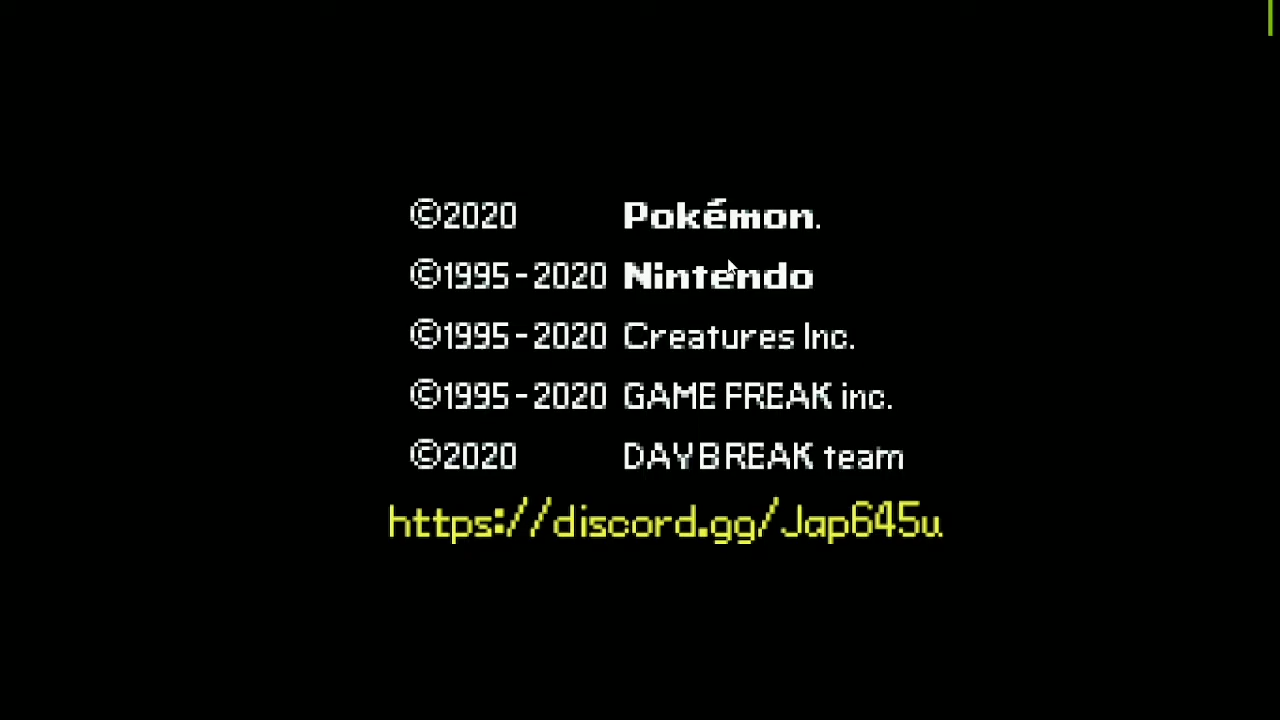 ©2020 Pokémon.
©1995-2020 Nintendo
©1995-2020 Creatures Inc.
©1995-2020 GAME FREAK inc.
©2020 DAYBREAK team
https://discord.gg/Jap645u